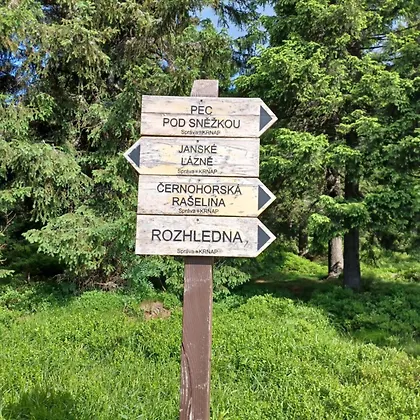 PEC
POD SNĚŽKOU
Správa KRNAP
JANSKÉ
LÁZNĚ
Správa KRNAP
ČERNOHORSKÁ
RAŠELINA
Správa KRNAP
ROZHLEDNA
Správa KRNAP